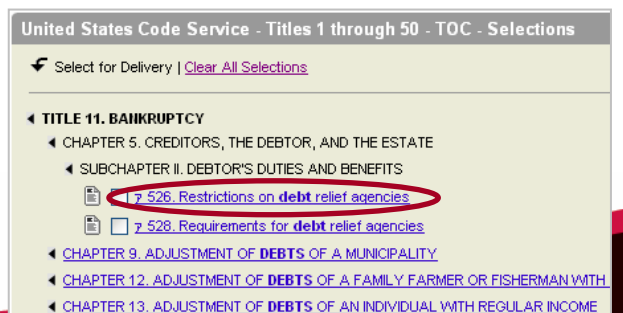 United States Code Service - Titles 1 through 50 - TOC - Selections
Select for Delivery | Clear All Selections
TITLE 11. BANKRUPTCY
CHAPTER 5. CREDITORS, THE DEBTOR, AND THE ESTATE
SUBCHAPTER II. DEBTOR'S DUTIES AND BENEFITS
? 526. Restrictions on debt relief agencies
? 528. Requirements for debt relief agencies
CHAPTER 9. ADJUSTMENT OF DEBTS OF A MUNICIPALITY
CHAPTER 12. ADJUSTMENT OF DEBTS OF A FAMILY FARMER OR FISHERMAN WITH
CHAPTER 13. ADJUSTMENT OF DEBTS OF AN INDIVIDUAL WITH REGULAR INCOME